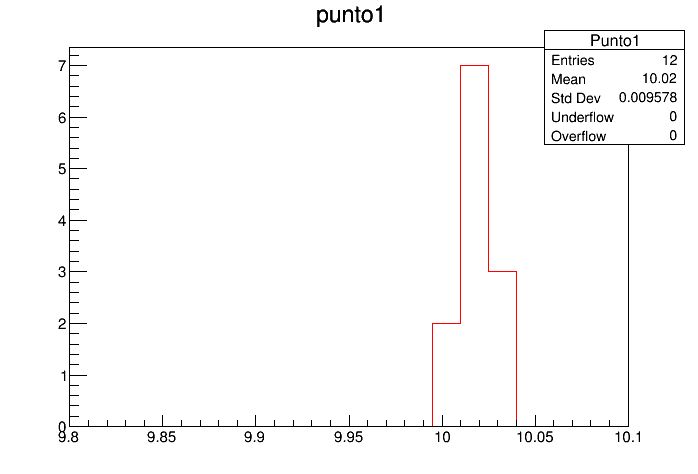 punto1
Punto1
Entries 12
Mean 10.02
Std Dev 0.009578
Underflow 0
Overflow 0
7
6
5
4
3
2
1
0
9.8 9.85 9.9 9.95 10 10.05 10.1